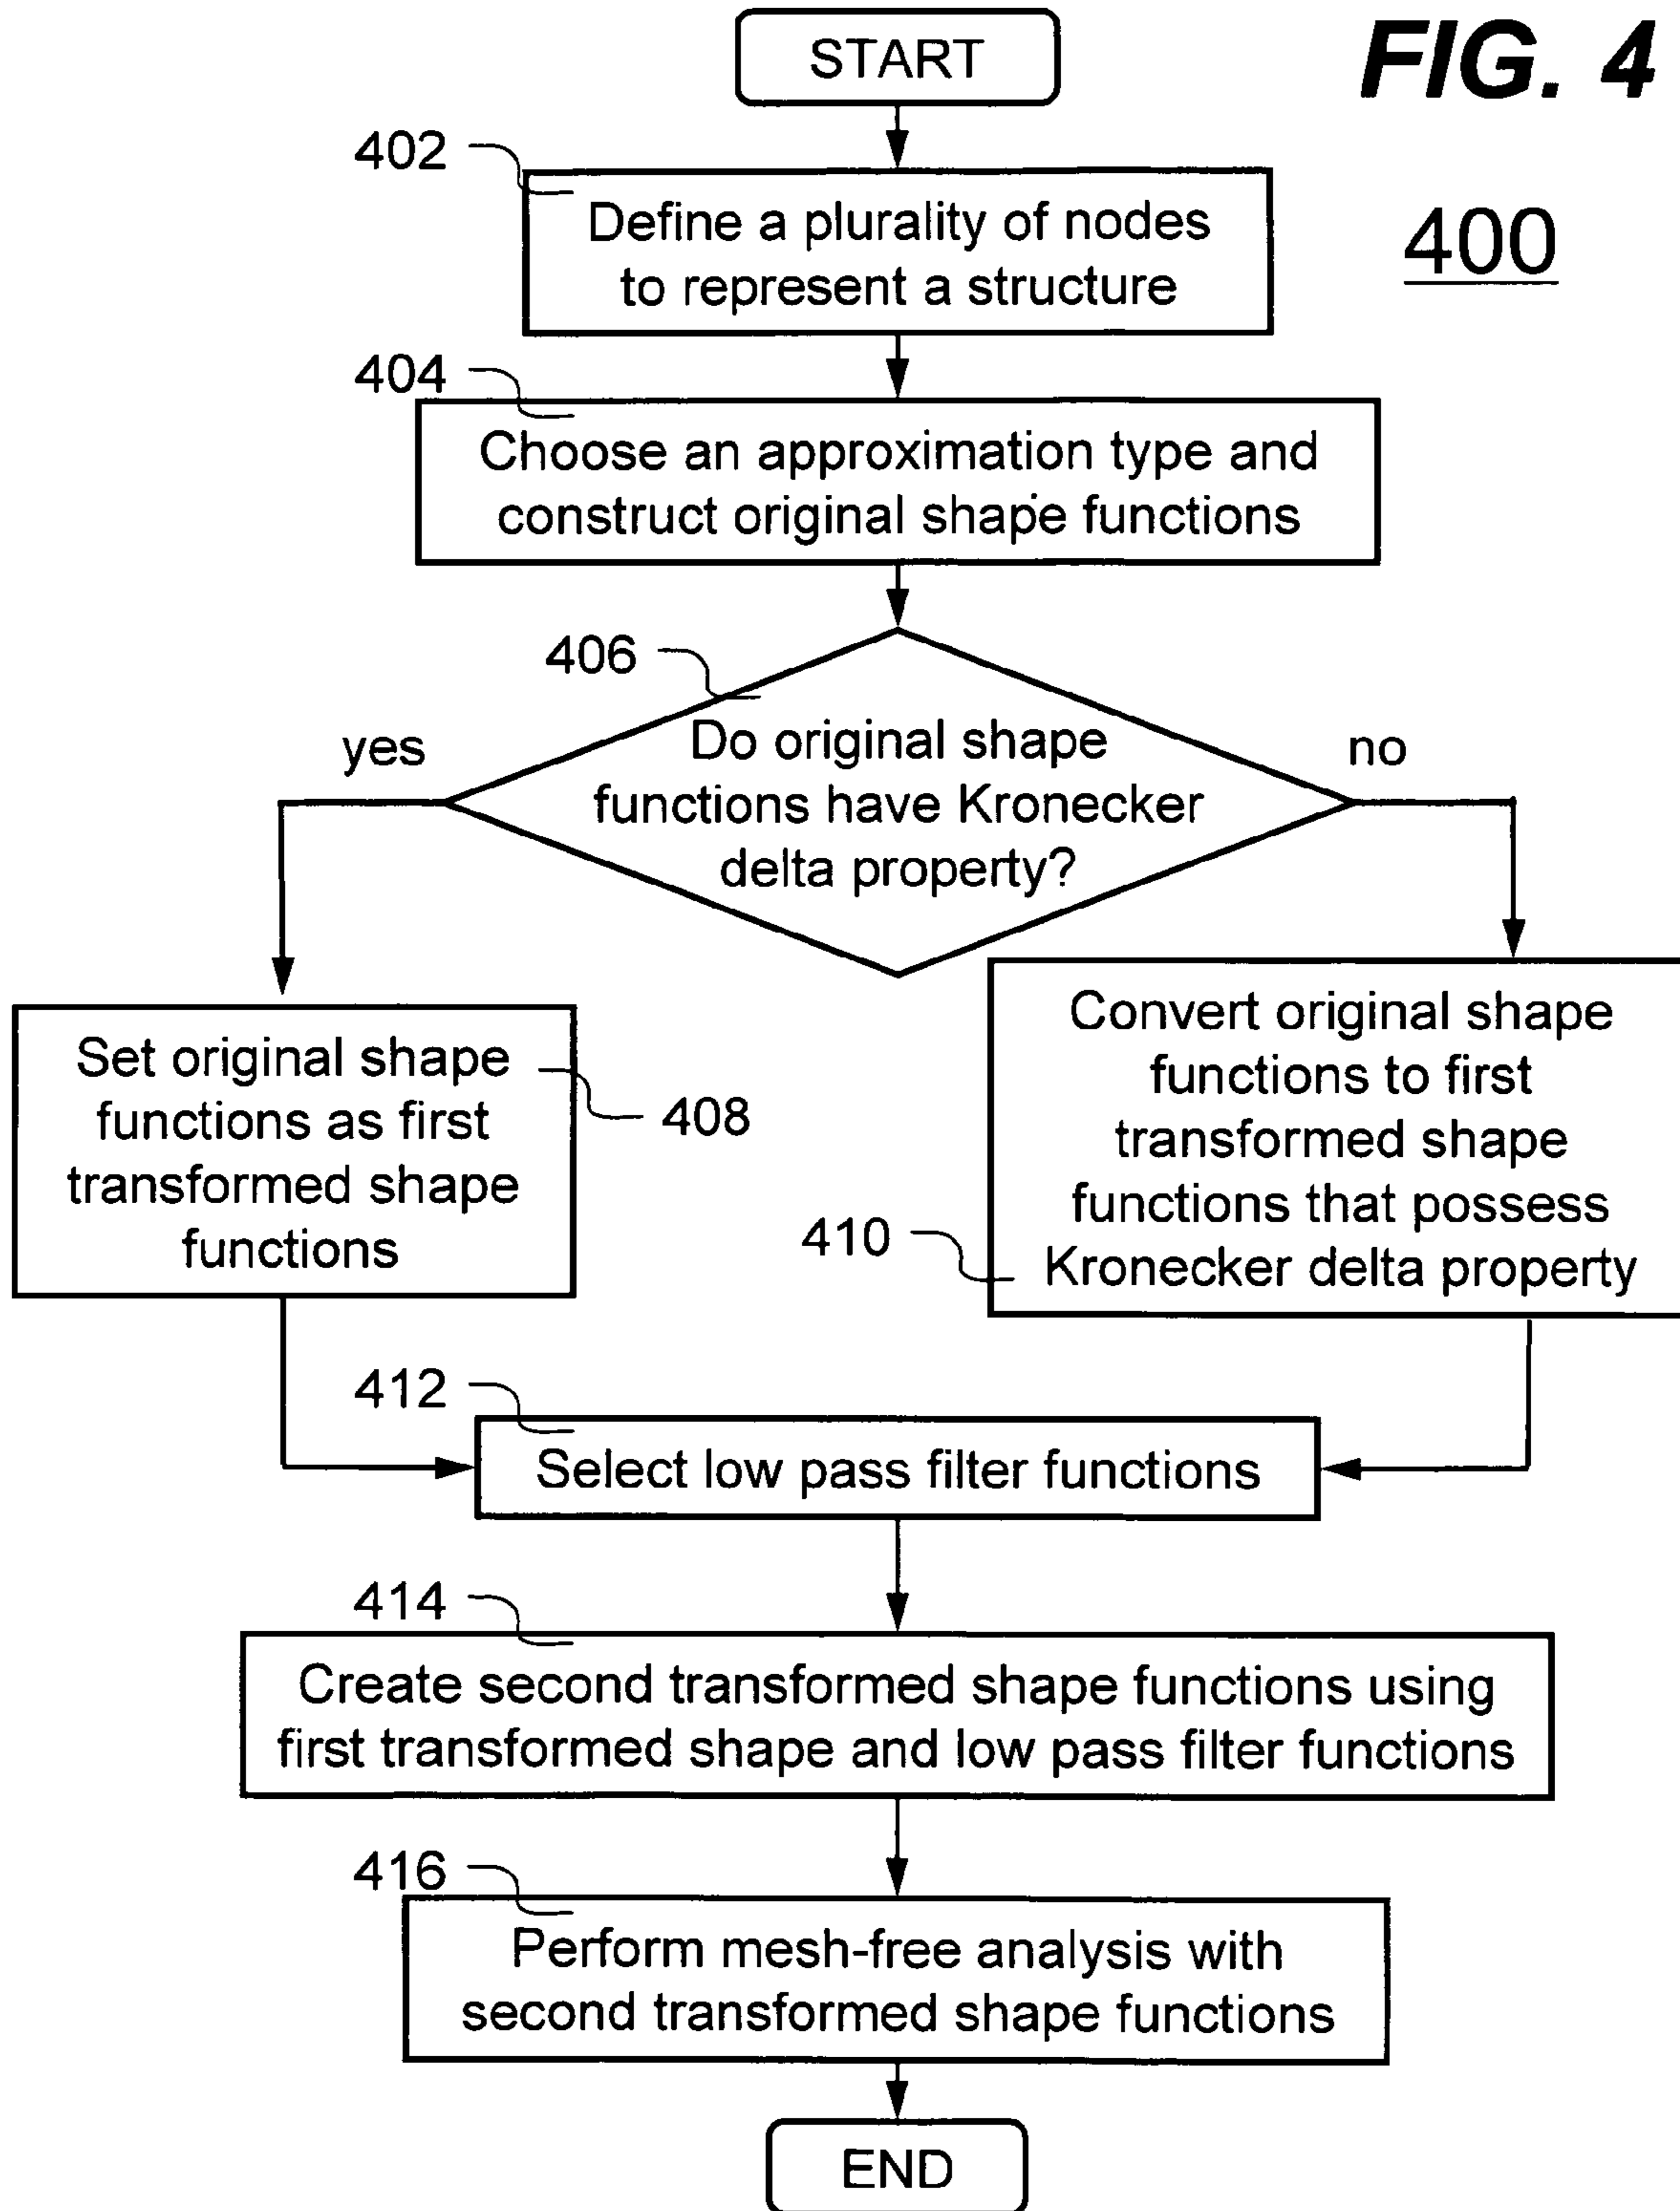 START
FIG. 4
400
402
Define a plurality of nodes
to represent a structure
404
Choose an approximation type and
construct original shape functions
406
Do original shape
functions have Kronecker
delta property?
yes
no
Set original shape
functions as first
transformed shape
functions
408
Convert original shape
functions to first
transformed shape
functions that possess
Kronecker delta property
410
412
Select low pass filter functions
414
Create second transformed shape functions using
first transformed shape and low pass filter functions
416
Perform mesh-free analysis with
second transformed shape functions
END